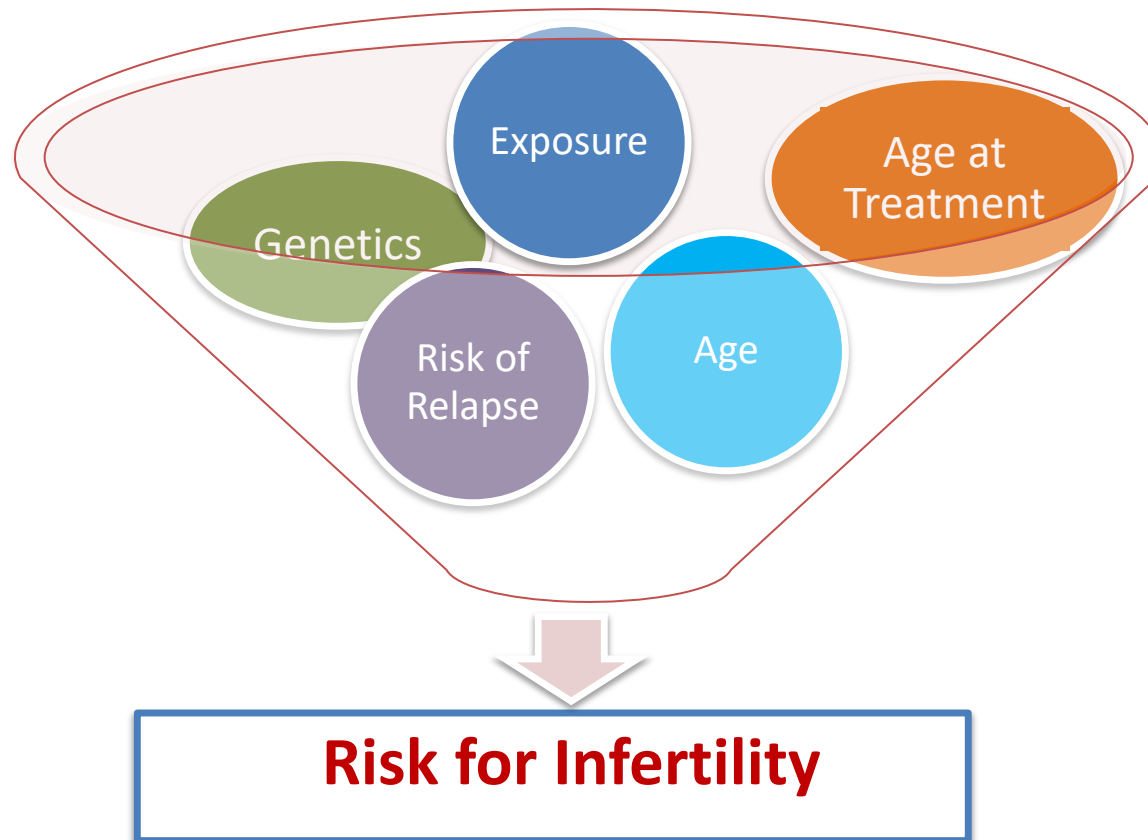 Exposure
Age at
Treatment
Genetics
Risk of
Relapse
Age
Risk for Infertility